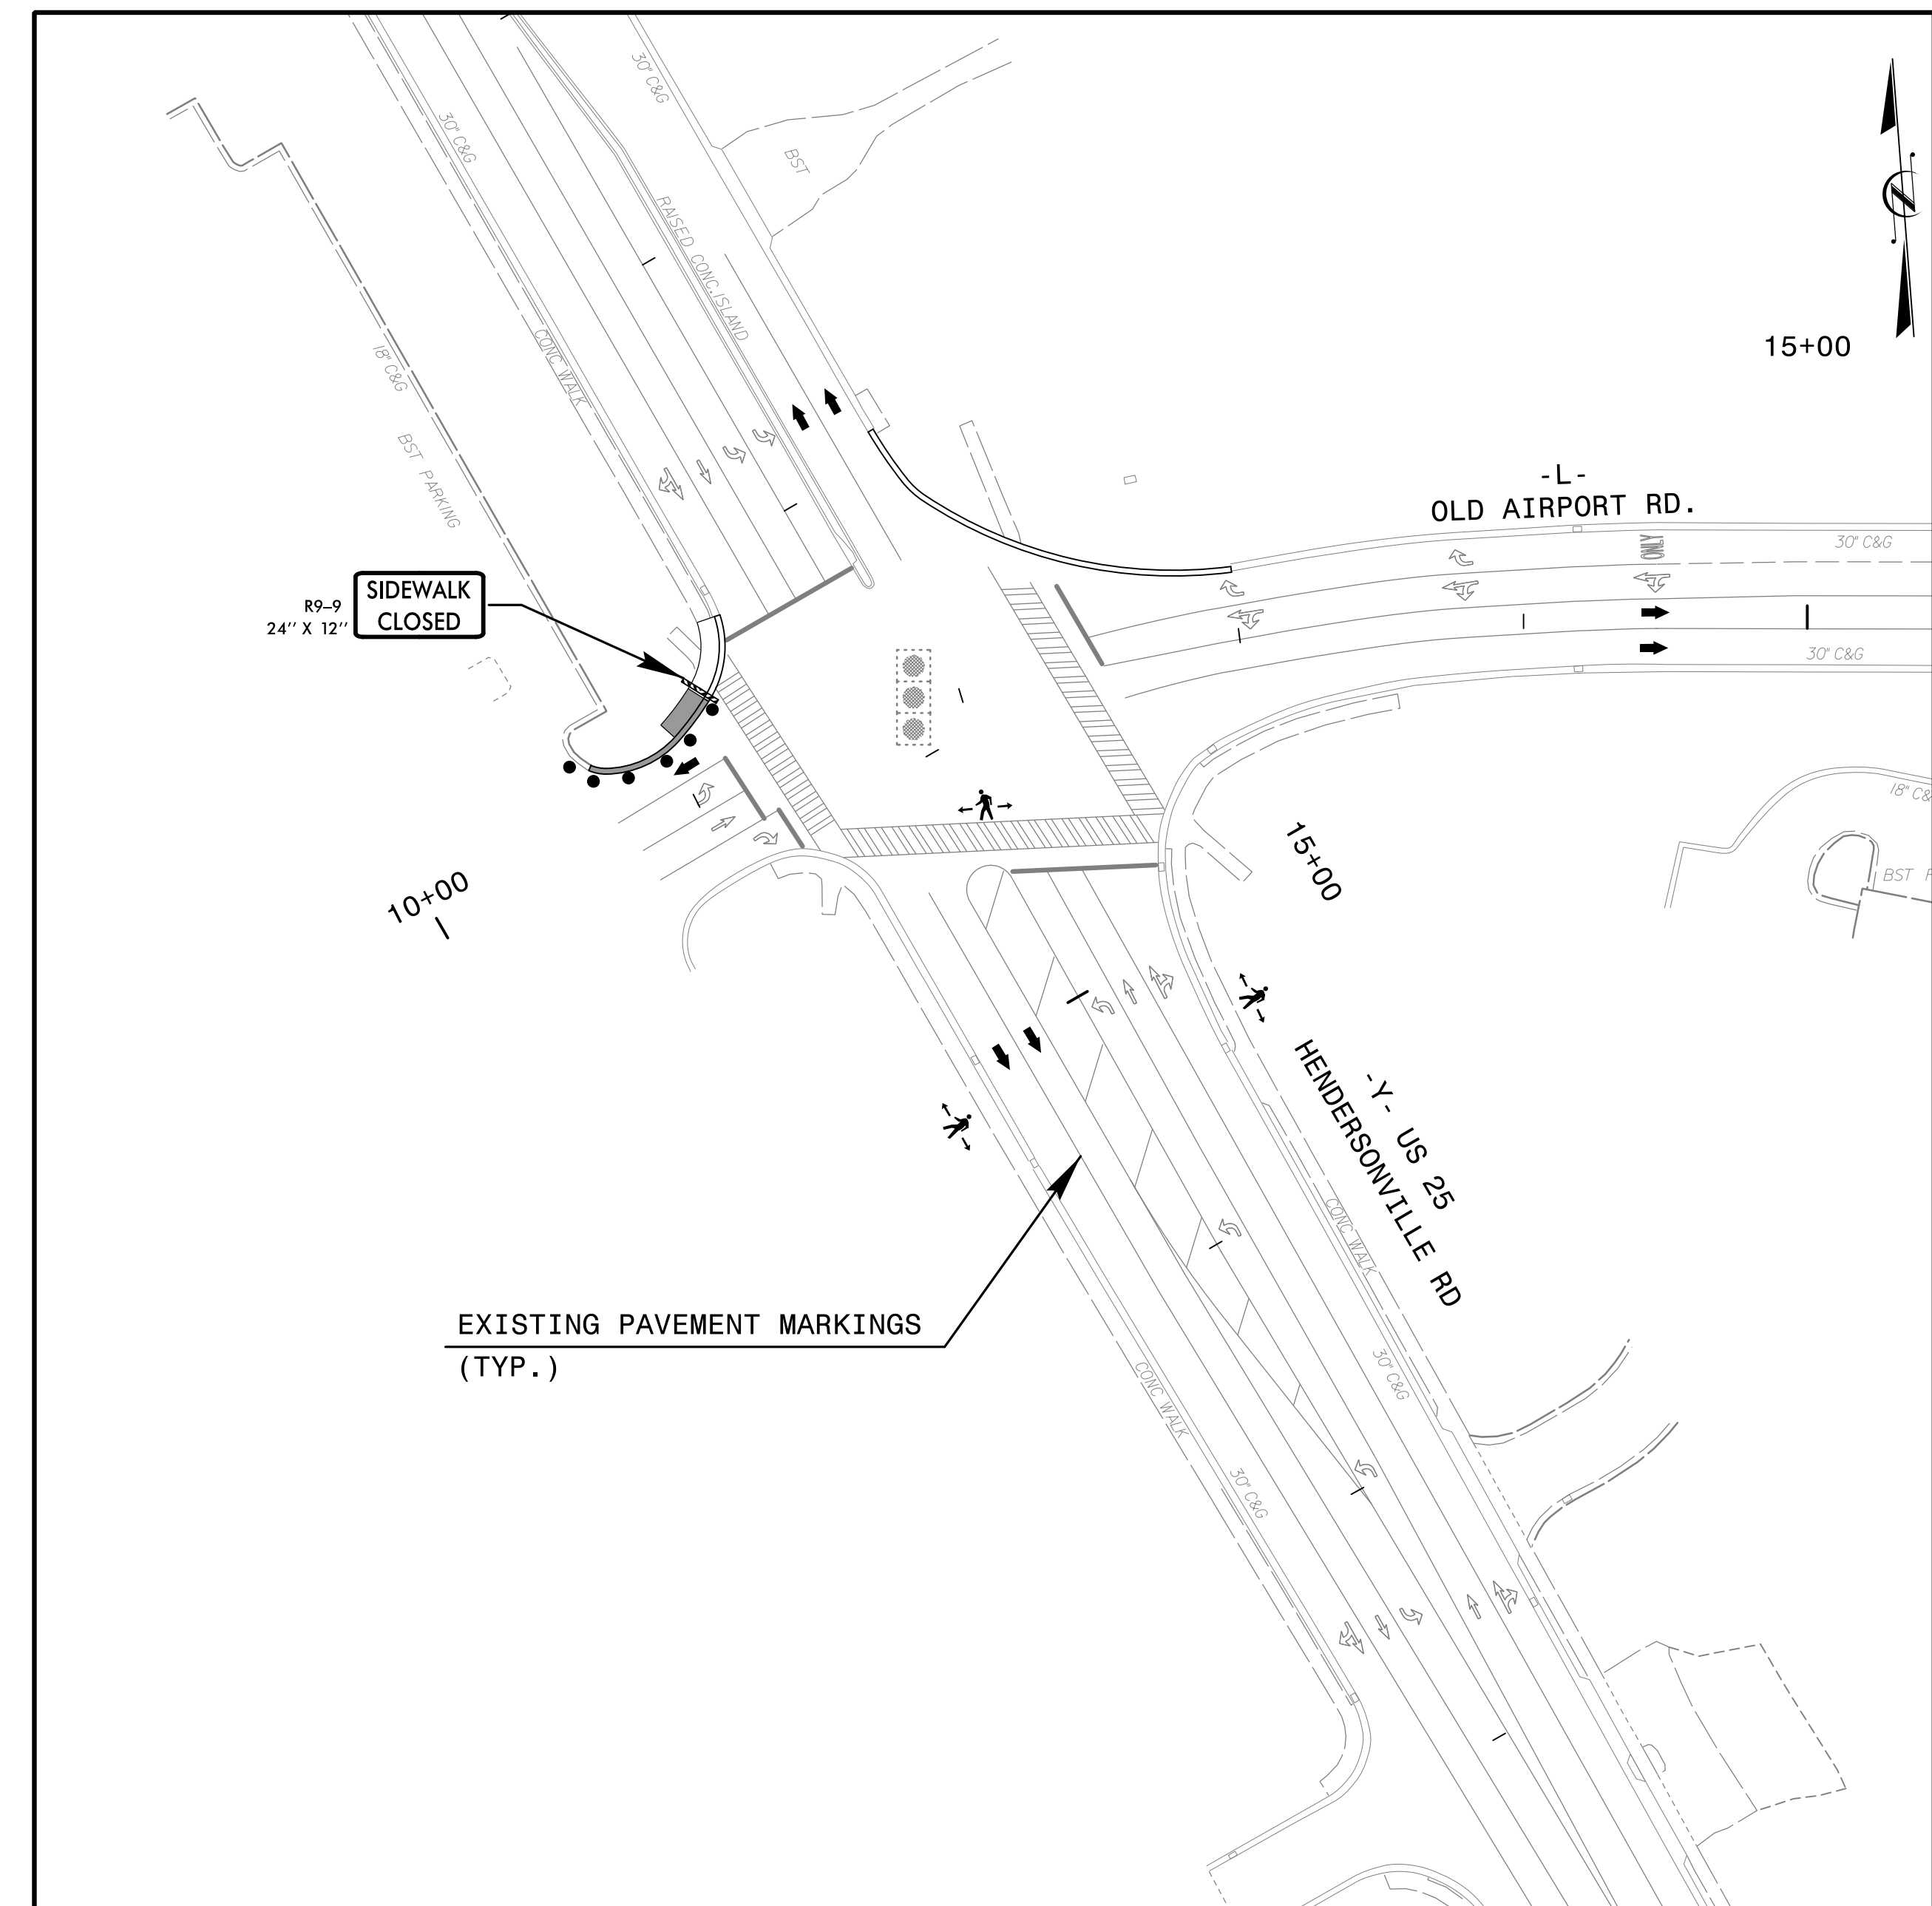 30" C&G
30" C&G
BST
RAISED CONC. ISLAND
15+00
18" C&G
CONC WALK
BST PARKING
-L-
OLD AIRPORT RD.
ONLY
30" C&G
30" C&G
R9-9
24'' X 12''
SIDEWALK
CLOSED
18" C&
BST
10+00
15+00
-Y- US 25
HENDERSONVILLE RD
CONC WALK
EXISTING PAVEMENT MARKINGS
(TYP.)
30" C&G
CONC WALK
30" C&G